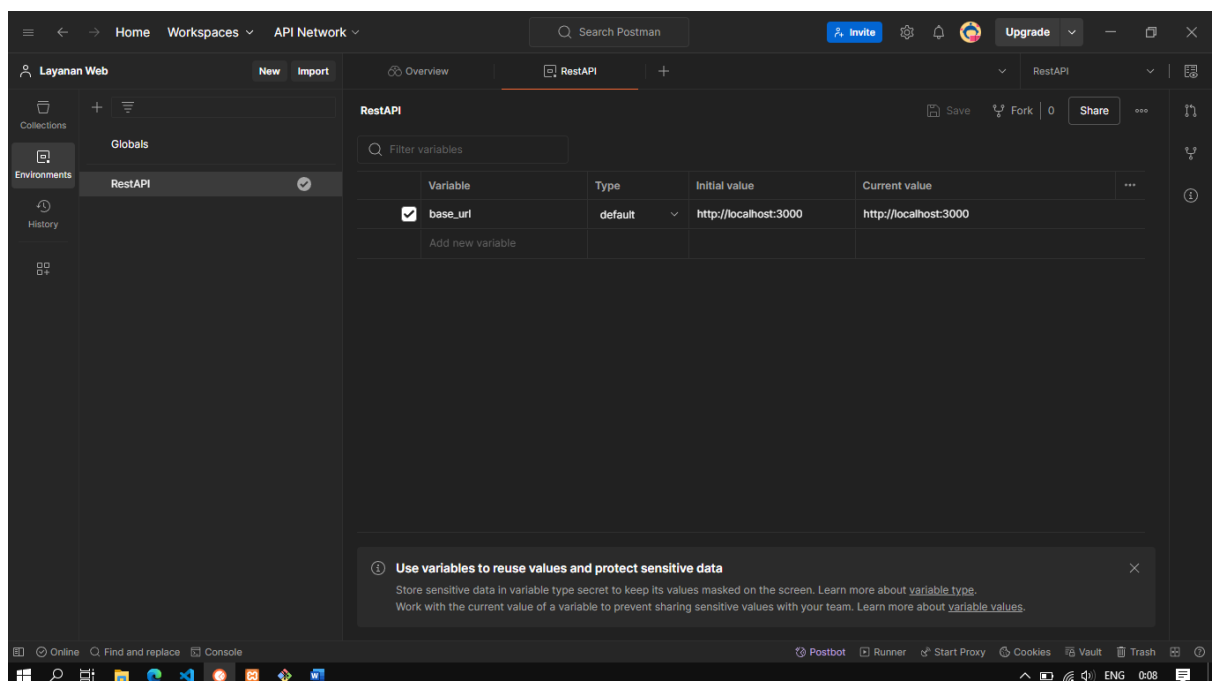 Home Workspaces API Network Search Postman Invite Upgrade
Layanan Web New Import Overview RestAPI RestAPI
Collections
Environments
History
Globals
RestAPI
RestAPI Save Fork 0 Share
Filter variables
Variable Type Initial value Current value
base_url default http://localhost:3000 http://localhost:3000
Add new variable
Use variables to reuse values and protect sensitive data
Store sensitive data in variable type secret to keep its values masked on the screen. Learn more about variable type.
Work with the current value of a variable to prevent sharing sensitive values with your team. Learn more about variable values.
Online Find and replace Console Postbot Runner Start Proxy Cookies Vault Trash
ENG 0:08